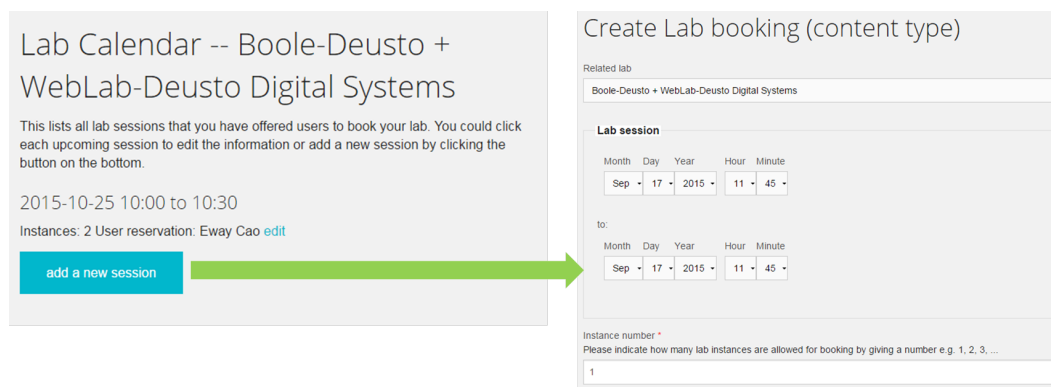 Lab Calendar -- Boole-Deusto +
WebLab-Deusto Digital Systems
This lists all lab sessions that you have offered users to book your lab. You could click
each upcoming session to edit the information or add a new session by clicking the
button on the bottom.
2015-10-25 10:00 to 10:30
Instances: 2 User reservation: Eway Cao edit
add a new session
Create Lab booking (content type)
Related lab
Boole-Deusto + WebLab-Deusto Digital Systems
Lab session
Month Day Year Hour Minute
Sep 17 2015 11 45
to:
Month Day Year Hour Minute
Sep 17 2015 11 45
Instance number *
Please indicate how many lab instances are allowed for booking by giving a number e.g. 1, 2, 3, ...
1